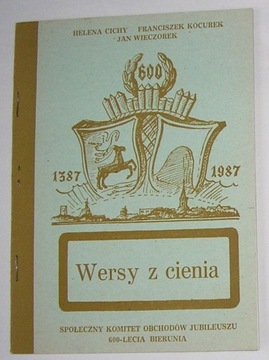 HELENA CICHY FRANCISZEK KOCUREK
JAN WIECZOREK
600
1387 1987
Wersy z cienia
SPOŁECZNY KOMITET OBCHODÓW JUBILEUSZU
600-LECIA BIERUNIA